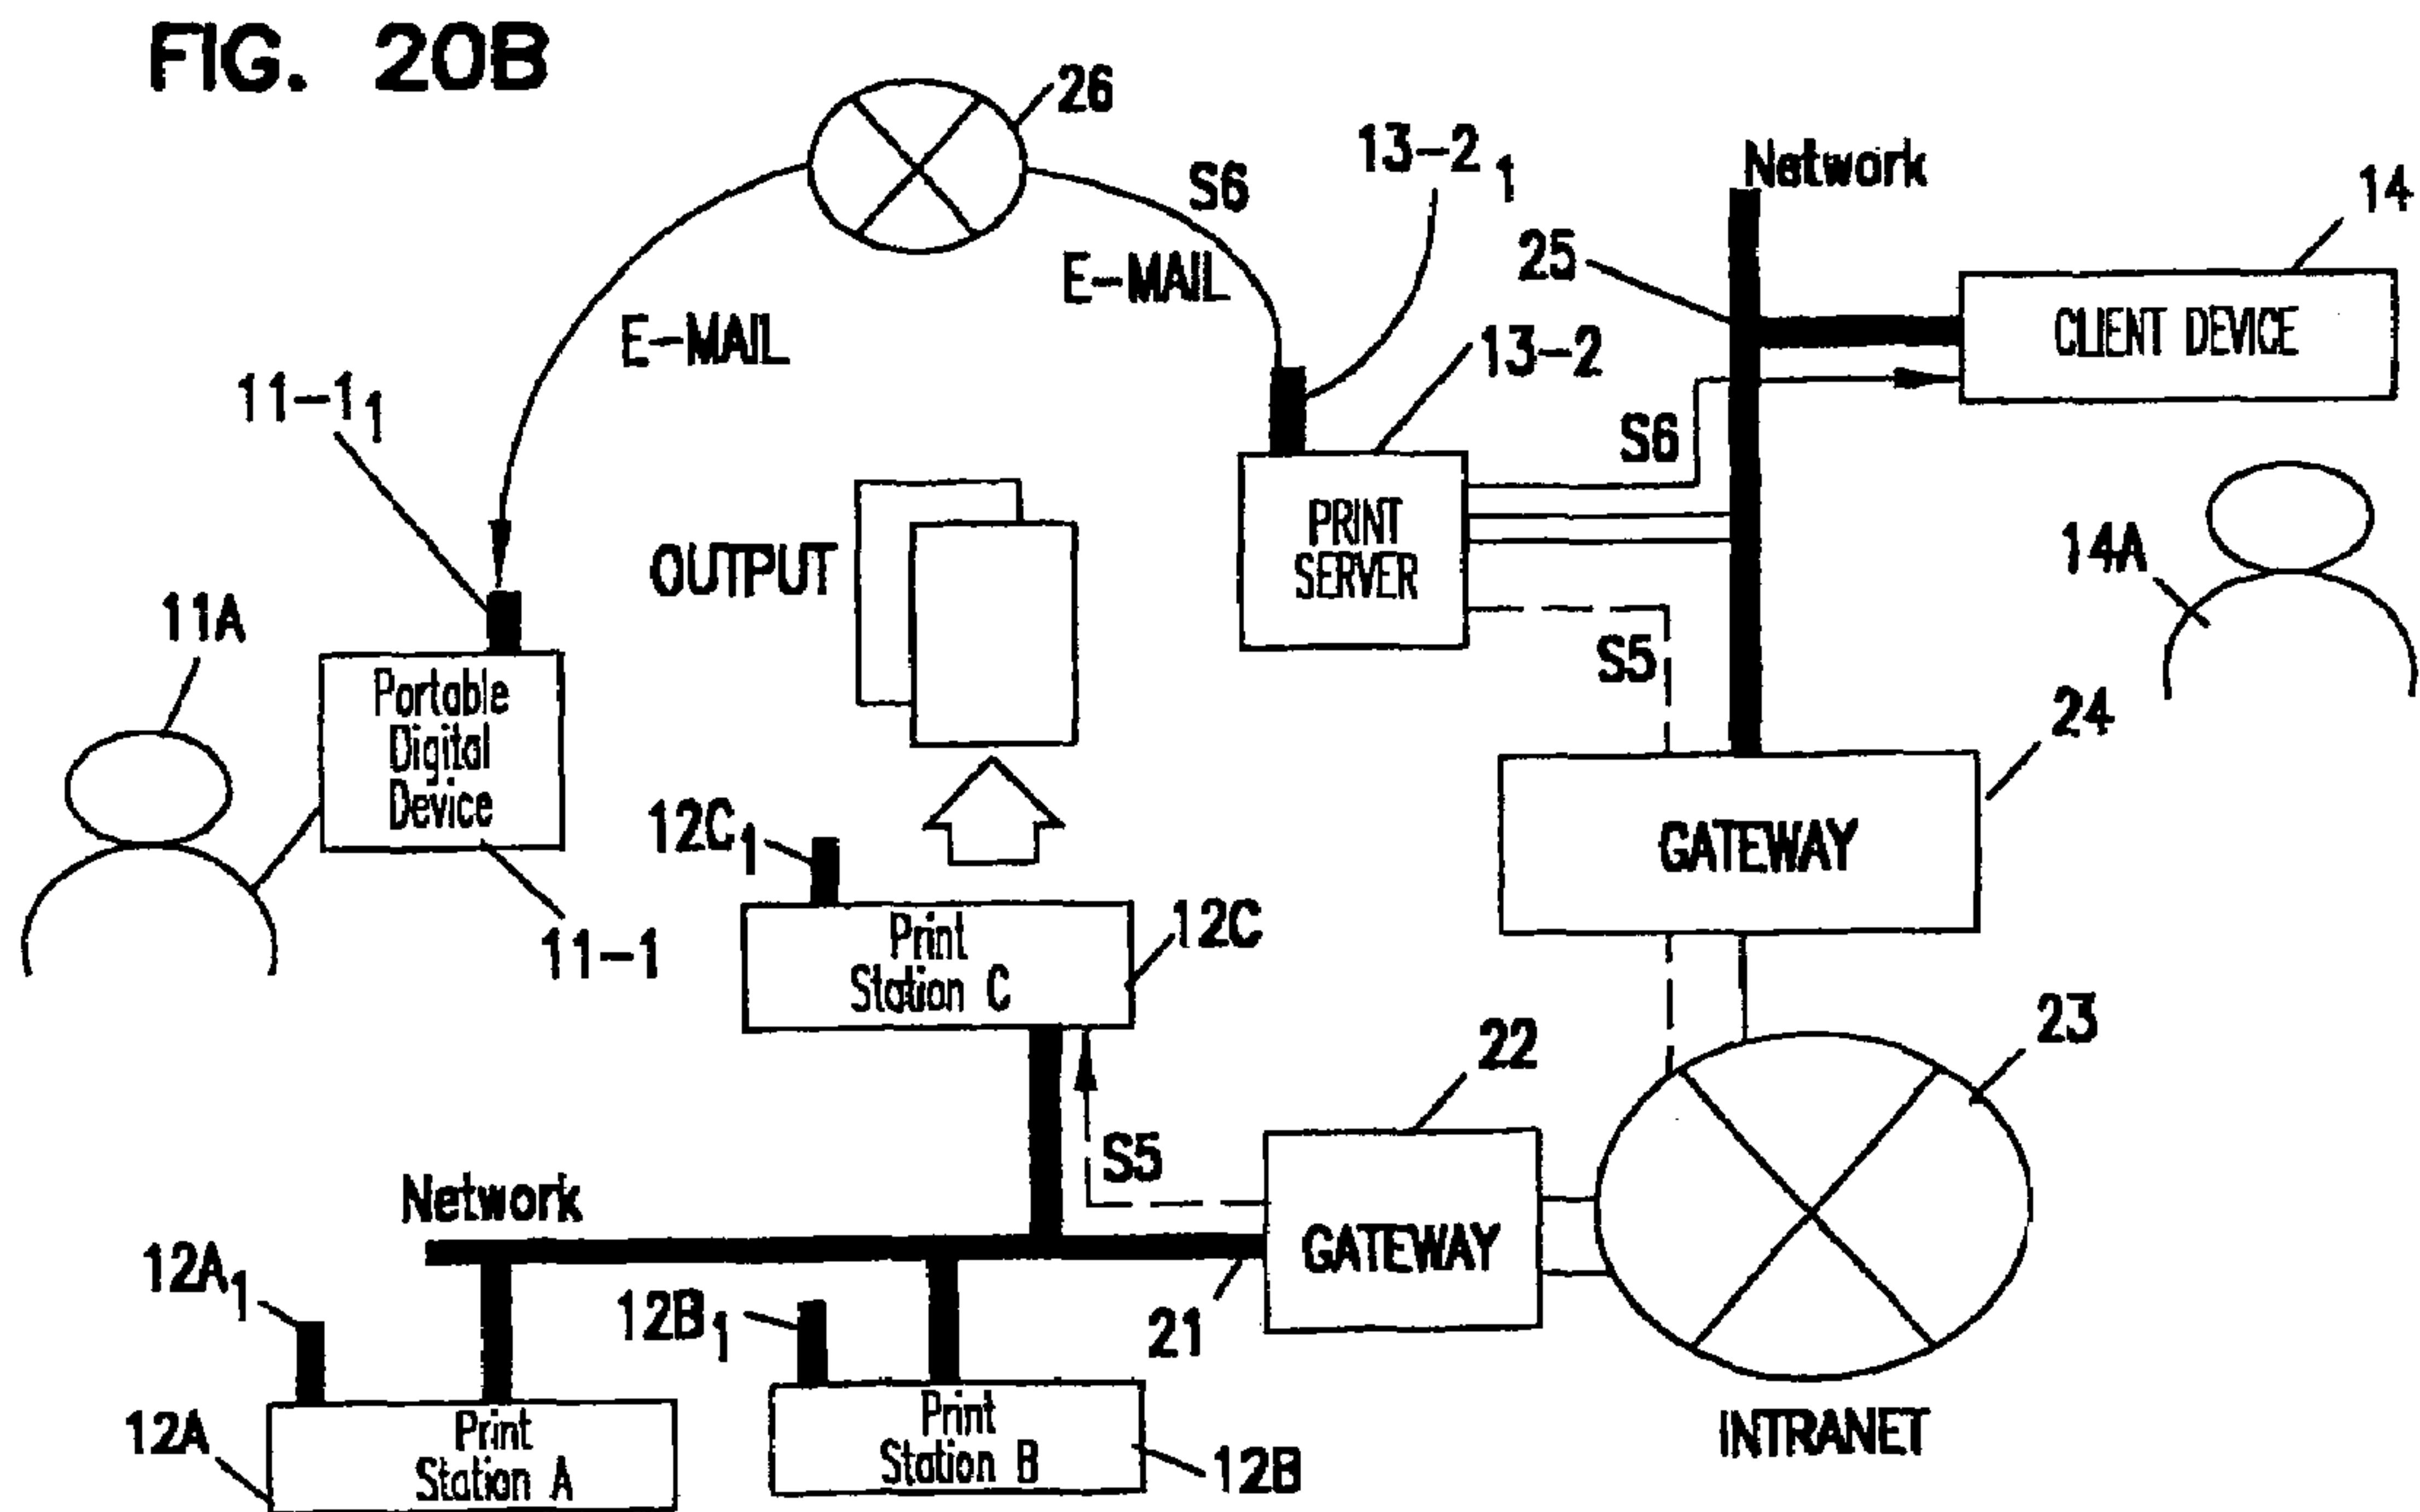 FIG. 20B
26
13-2 1
Network
14
S6
25
CLIENT DEVICE
E-MAIL
E-MAIL
13-2
11-1 1
S6
PRINT
SERVER
OUTPUT
14A
11A
S5
Portable
Digital
Device
24
12C 1
GATEWAY
11-1
Print
Station C
12C
23
22
S5
Network
GATEWAY
12A 1
12B 1
21
INTRANET
12A
Print
Station A
Print
Station B
12B